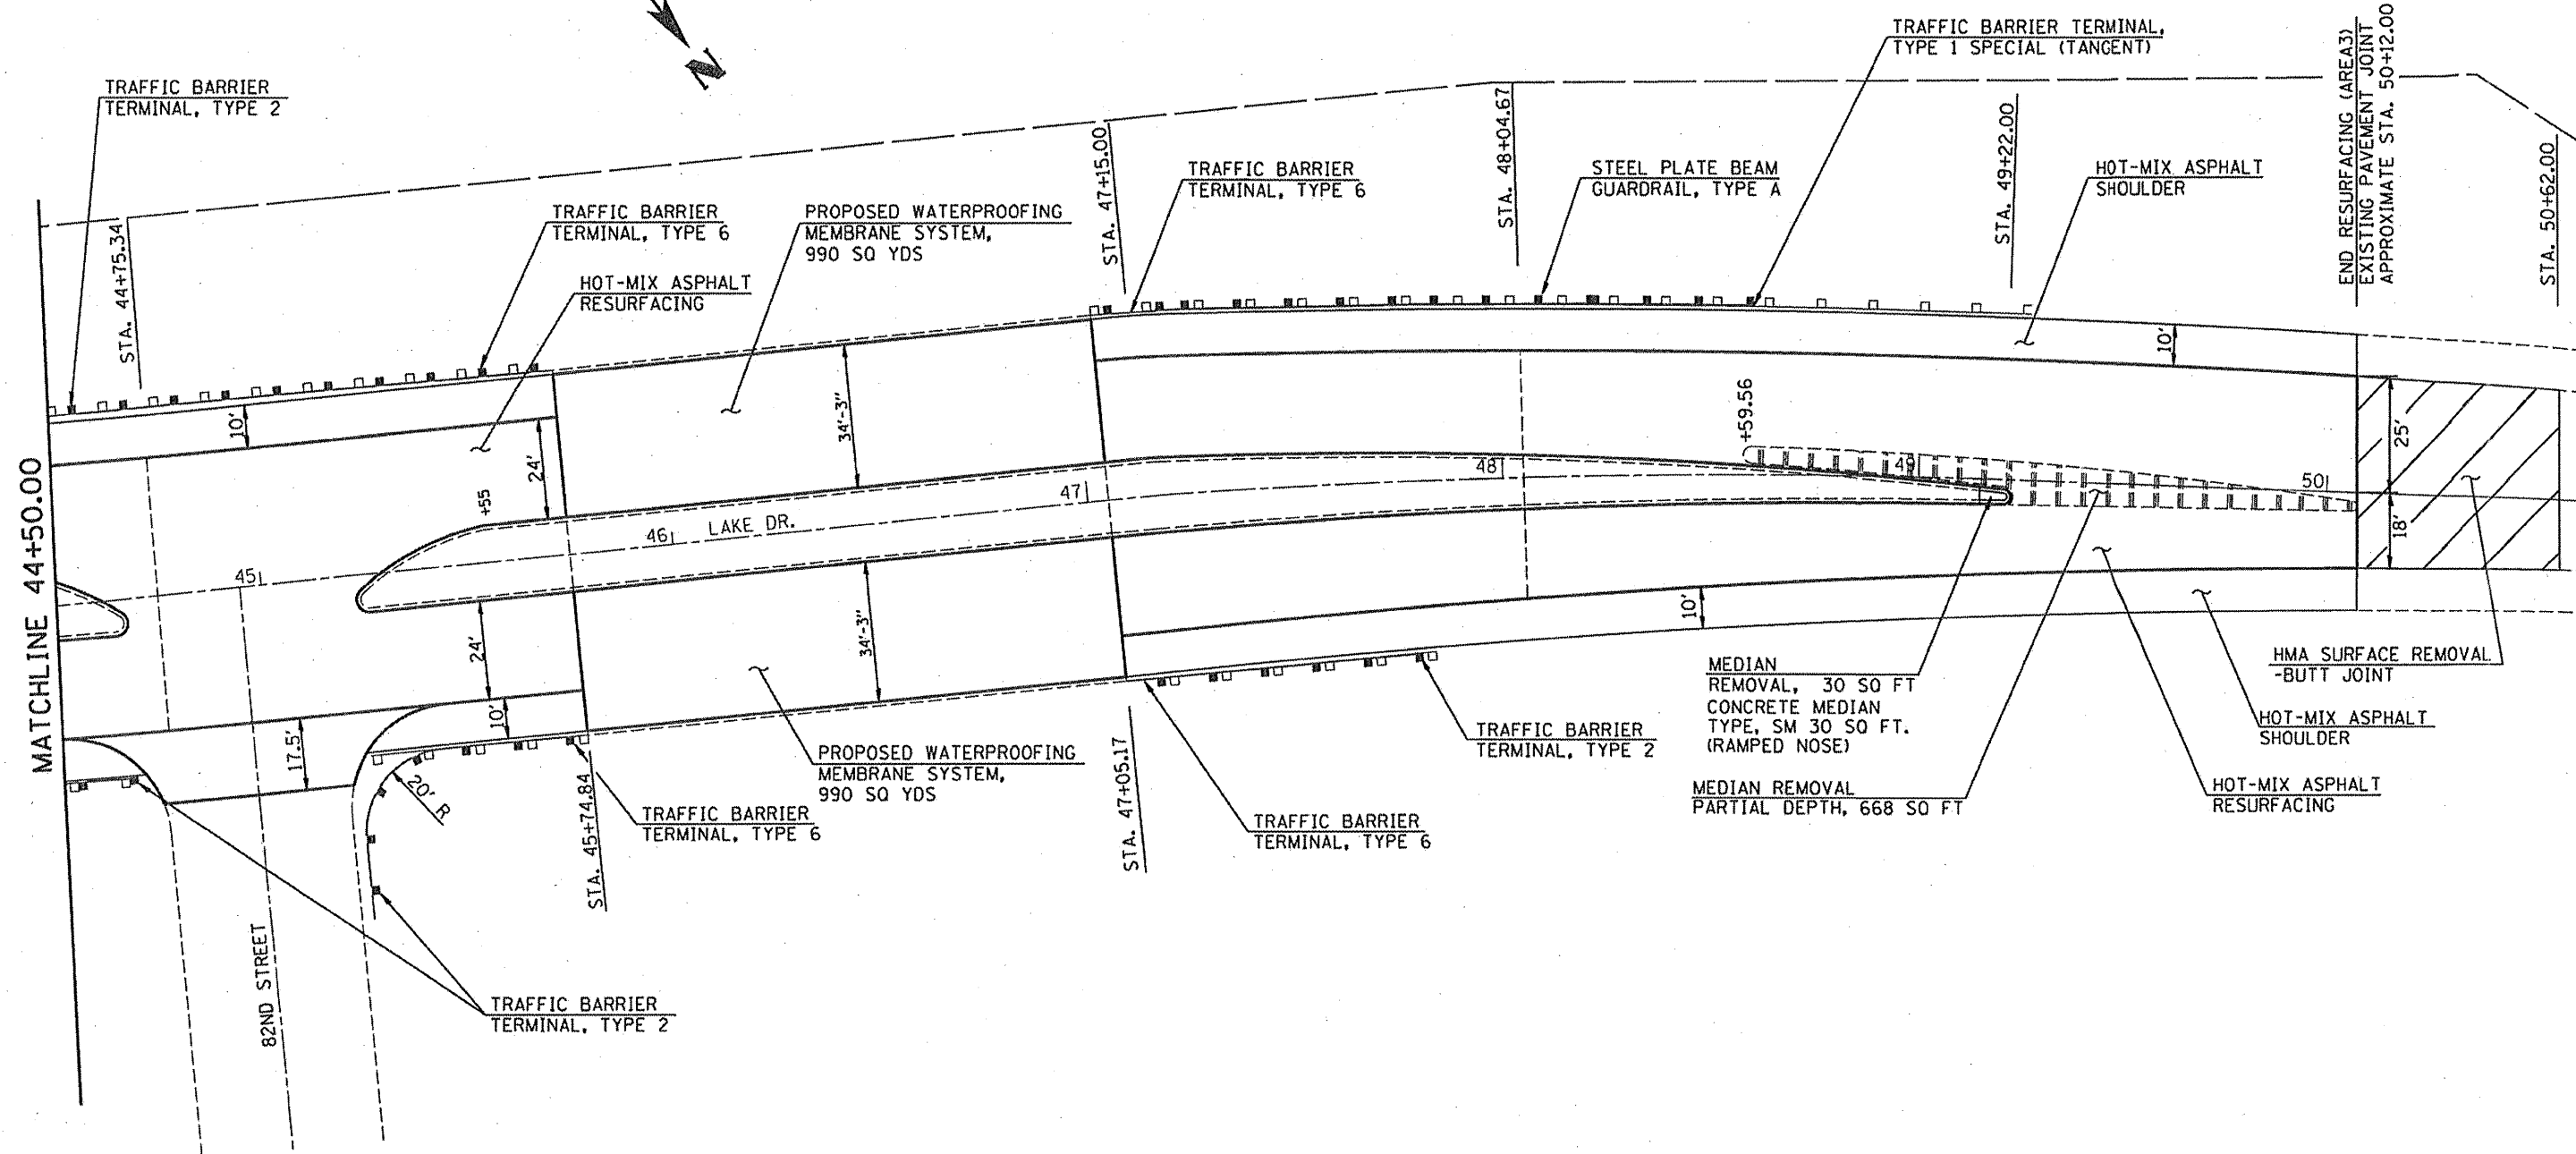 N
TRAFFIC BARRIER
TERMINAL, TYPE 2
STA. 44+75.34
TRAFFIC BARRIER
TERMINAL, TYPE 6
HOT-MIX ASPHALT
RESURFACING
PROPOSED WATERPROOFING
MEMBRANE SYSTEM,
990 SQ YDS
STA. 47+15.00
TRAFFIC BARRIER
TERMINAL, TYPE 6
STA. 48+04.67
STEEL PLATE BEAM
GUARDRAIL, TYPE A
TRAFFIC BARRIER TERMINAL,
TYPE 1 SPECIAL (TANGENT)
STA. 49+22.00
HOT-MIX ASPHALT
SHOULDER
END RESURFACING (AREA3)
EXISTING PAVEMENT JOINT
APPROXIMATE STA. 50+12.00
STA. 50+62.00
MATCHLINE 44+50.00
10'
24'
+55
34'-3"
10'
+59.56
25'
18'
45
46
LAKE DR.
47
48
49
50
24'
10'
17.5'
34'-3"
10'
20' R
82ND STREET
STA. 45+74.84
TRAFFIC BARRIER
TERMINAL, TYPE 6
PROPOSED WATERPROOFING
MEMBRANE SYSTEM,
990 SQ YDS
STA. 47+05.17
TRAFFIC BARRIER
TERMINAL, TYPE 6
TRAFFIC BARRIER
TERMINAL, TYPE 2
MEDIAN
REMOVAL, 30 SQ FT
CONCRETE MEDIAN
TYPE, SM 30 SQ FT.
(RAMPED NOSE)
MEDIAN REMOVAL
PARTIAL DEPTH, 668 SQ FT
HMA SURFACE REMOVAL
-BUTT JOINT
HOT-MIX ASPHALT
SHOULDER
HOT-MIX ASPHALT
RESURFACING
TRAFFIC BARRIER
TERMINAL, TYPE 2